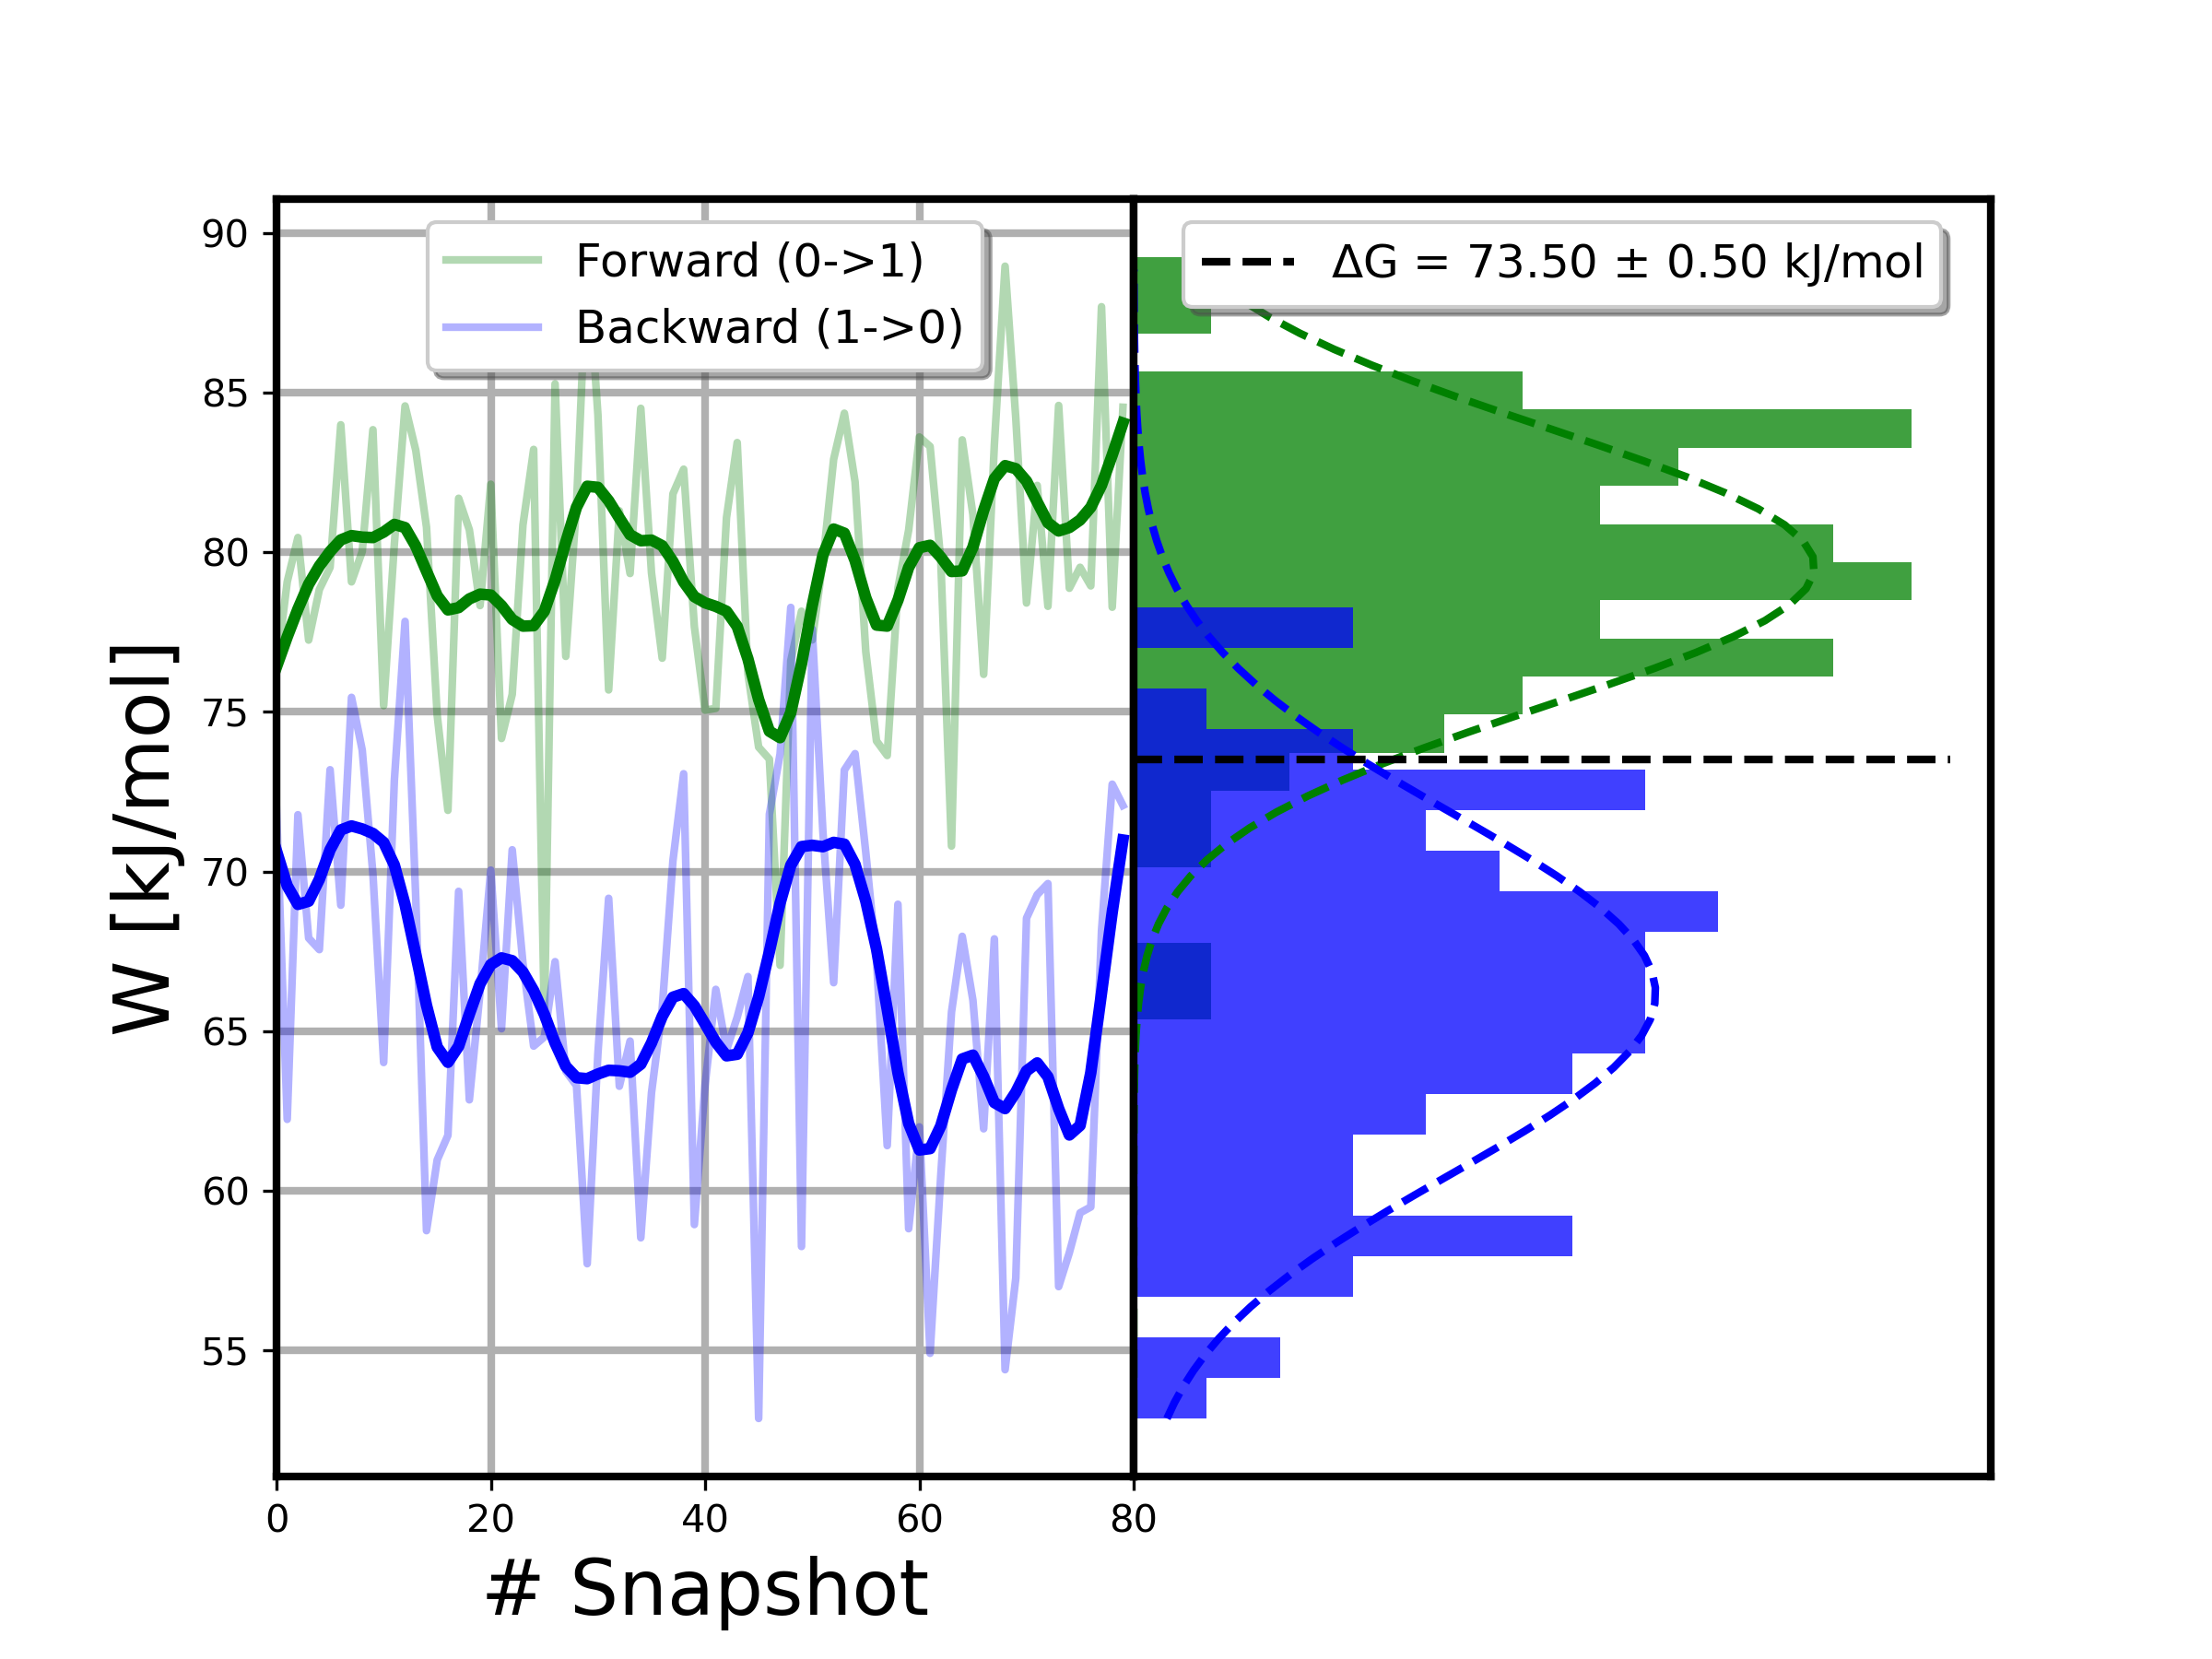 Forward (0->1)
Backward (1->0)
ΔG = 73.50 ± 0.50 kJ/mol
90
85
80
75
70
65
60
55
W [kJ/mol]
0 20 40 60 80
# Snapshot